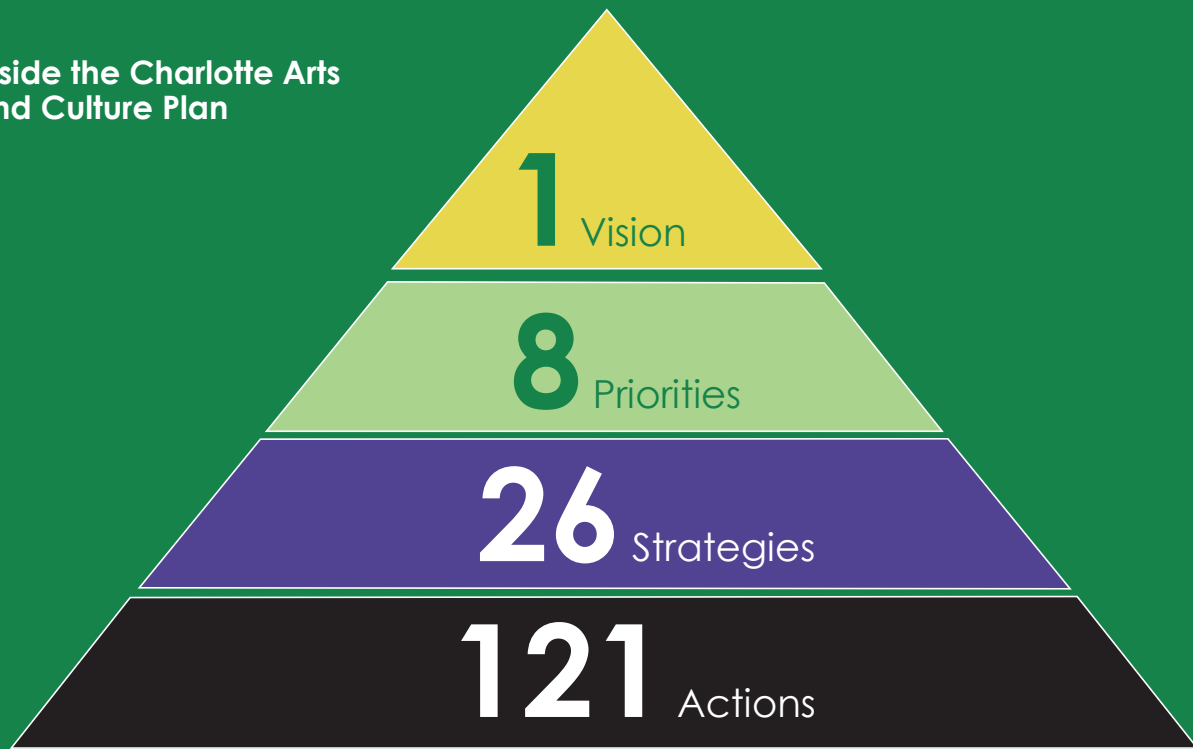 side the Charlotte Arts
nd Culture Plan
1 Vision
8 Priorities
26 Strategies
121 Actions